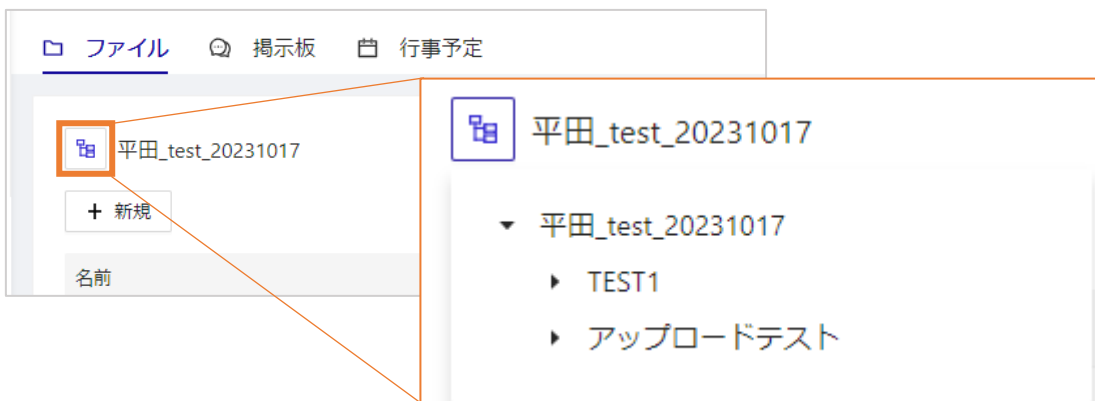 ファイル 掲示板 行事予定
平田_test_20231017
+ 新規
名前
平田_test_20231017
平田_test_20231017
TEST1
アップロードテスト